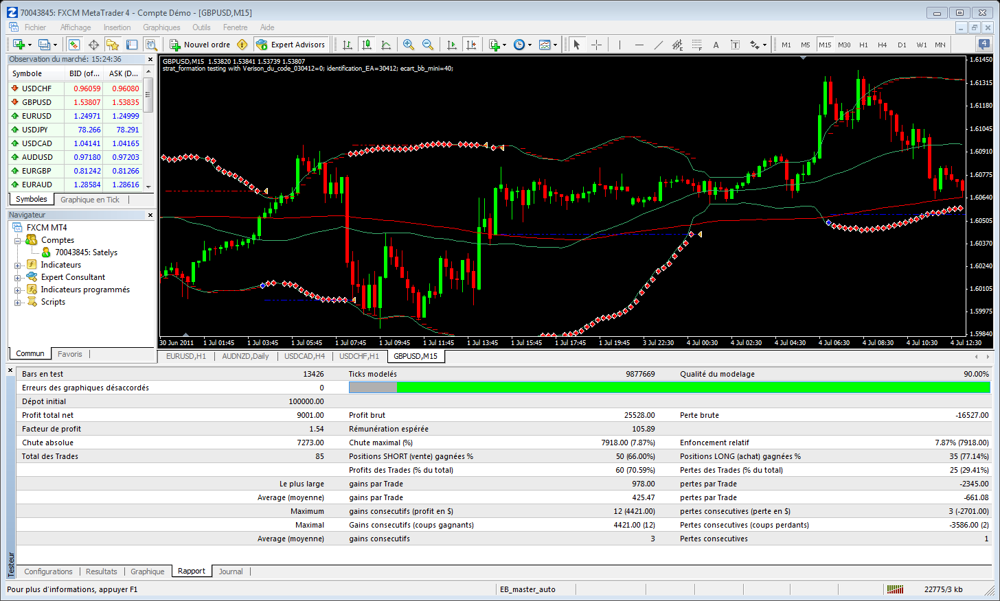 70043845: FXCM MetaTrader 4 - Compte Démo - [GBPUSD,M15]
Fichier Affichage Insertion Graphiques Outils Fenetre Aide
Nouvel ordre Expert Advisors A T M1 M5 M15 M30 H1 H4 D1 W1 MN 4
Observation du marché: 15:24:36
Symbole BID (of... ASK (D...
USDCHF 0.96059 0.96080
GBPUSD 1.53807 1.53835
EURUSD 1.24971 1.24999
USDJPY 78.266 78.291
USDCAD 1.04141 1.04165
AUDUSD 0.97180 0.97203
EURGBP 0.81242 0.81266
EURAUD 1.28584 1.28616
Symboles Graphique en Tick
Navigateur
FXCM MT4
Comptes
70043845: Satelys
Indicateurs
Expert Consultant
Indicateurs programmés
Scripts
Commun Favoris
GBPUSD,M15 1.53820 1.53841 1.53739 1.53807
strat_formation testing with Verison_du_code_030412=0; identification_EA=30412; ecart_bb_mini=40;
1.61450
1.61315
1.61180
1.61045
1.60910
1.60775
1.60640
1.60505
1.60370
1.60240
1.60105
1.59975
1.59840
30 Jun 2011 1 Jul 01:45 1 Jul 03:45 1 Jul 05:45 1 Jul 07:45 1 Jul 09:45 1 Jul 11:45 1 Jul 13:45 1 Jul 15:45 1 Jul 17:45 1 Jul 19:45 3 Jul 22:30 4 Jul 00:30 4 Jul 02:30 4 Jul 04:30 4 Jul 06:30 4 Jul 08:30 4 Jul 10:30 4 Jul 12:30
EURUSD,H1 AUDNZD,Daily USDCAD,H4 USDCHF,H1 GBPUSD,M15
Bars en test 13426 Ticks modelés 9877669 Qualité du modelage 90.00%
Erreurs des graphiques désaccordés 0
Dépot initial 100000.00
Profit total net 9001.00 Profit brut 25528.00 Perte brute -16527.00
Facteur de profit 1.54 Rémunération espérée 105.89
Chute absolue 7273.00 Chute maximal (%) 7918.00 (7.87%) Enfoncement relatif 7.87% (7918.00)
Total des Trades 85 Positions SHORT (vente) gagnées % 50 (66.00%) Positions LONG (achat) gagnées % 35 (77.14%)
Profits des Trades (% du total) 60 (70.59%) Pertes des Trades (% du total) 25 (29.41%)
Le plus large gains par Trade 978.00 pertes par Trade -2345.00
Average (moyenne) gains par Trade 425.47 pertes par Trade -661.08
Maximum gains consecutifs (profit en $) 12 (4421.00) pertes consecutives (perte en $) 3 (-2701.00)
Maximal Gains consecutifs (coups gagnants) 4421.00 (12) Pertes consecutives (coups perdants) -3586.00 (2)
Average (moyenne) gains consecutifs 3 Pertes consecutives 1
Testeur
Configurations Resultats Graphique Rapport Journal
Pour plus d'informations, appuyer F1 EB_master_auto 22775/3 kb